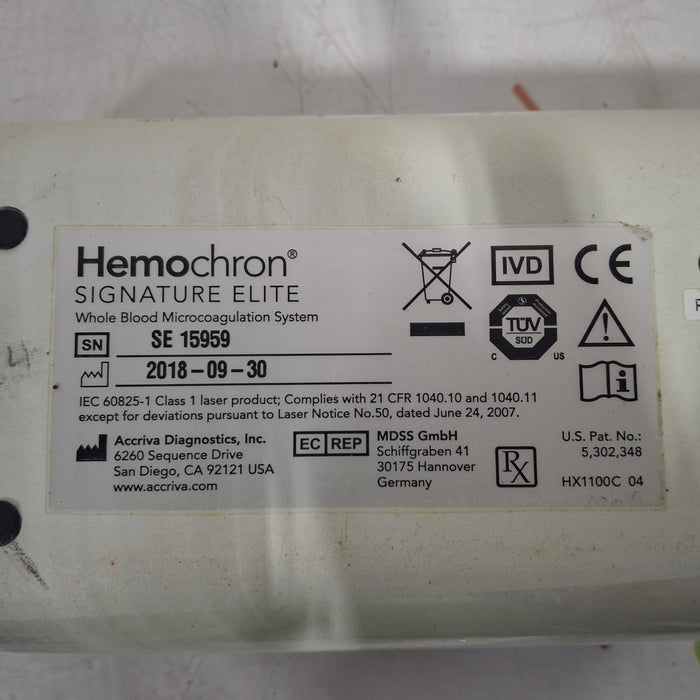 Hemochron®
SIGNATURE ELITE
Whole Blood Microcoagulation System
SN SE 15959
2018-09-30
IEC 60825-1 Class 1 laser product; Complies with 21 CFR 1040.10 and 1040.11
except for deviations pursuant to Laser Notice No.50, dated June 24, 2007.
Accriva Diagnostics, Inc.
6260 Sequence Drive
San Diego, CA 92121 USA
www.accriva.com
EC REP
MDSS GmbH
Schiffgraben 41
30175 Hannover
Germany
Rx
IVD
CE
TÜV
SÜD
C US
i
U.S. Pat. No.:
5,302,348
HX1100C 04
R